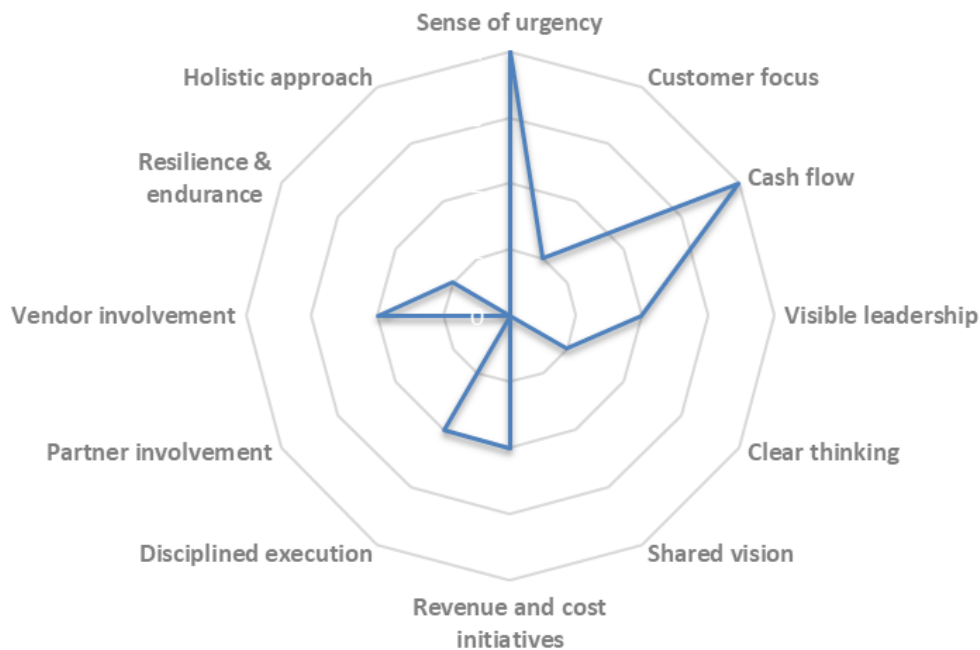 Sense of urgency
Customer focus
Cash flow
Visible leadership
Clear thinking
Shared vision
Revenue and cost
initiatives
Disciplined execution
Partner involvement
Vendor involvement
Resilience &
endurance
Holistic approach
0